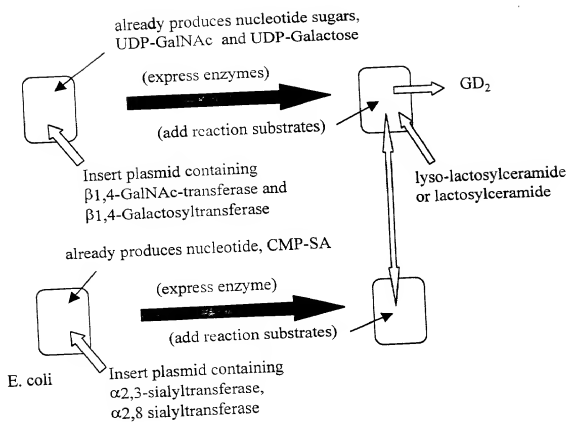 already produces nucleotide sugars,
UDP-GalNAc and UDP-Galactose
(express enzymes)
GD2
(add reaction substrates)
Insert plasmid containing
β1,4-GalNAc-transferase and
β1,4-Galactosyltransferase
lyso-lactosylceramide
or lactosylceramide
already produces nucleotide, CMP-SA
(express enzyme)
(add reaction substrates)
E. coli
Insert plasmid containing
α2,3-sialyltransferase,
α2,8 sialyltransferase